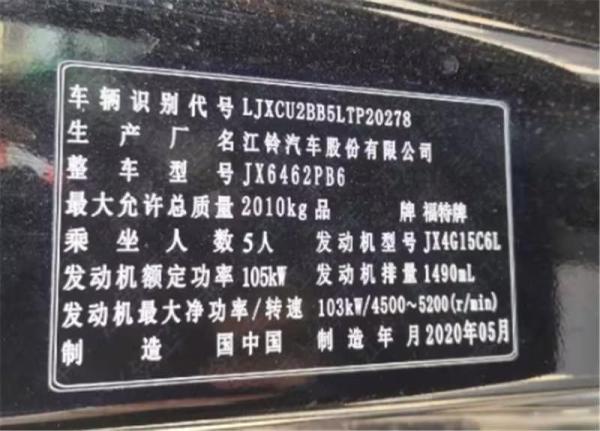 车辆识别代号 LJXCU2BB5LTP20278
生产厂名 江铃汽车股份有限公司
整车型号 JX6462PB6
最大允许总质量 2010kg 品牌 福特牌
乘坐人数 5人 发动机型号 JX4G15C6L
发动机额定功率 105kW 发动机排量 1490mL
发动机最大净功率/转速 103kW/4500~5200(r/min)
制造国 中国 制造年月 2020年05月